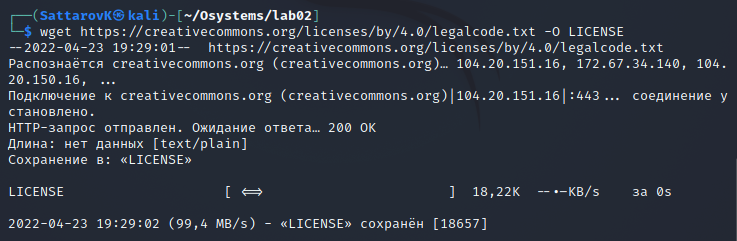 ┌──(SattarovK㉿kali)-[~/Osystems/lab02]
└─$ wget https://creativecommons.org/licenses/by/4.0/legalcode.txt -O LICENSE
--2022-04-23 19:29:01--  https://creativecommons.org/licenses/by/4.0/legalcode.txt
Распознаётся creativecommons.org (creativecommons.org)… 104.20.151.16, 172.67.34.140, 104.
20.150.16, ...
Подключение к creativecommons.org (creativecommons.org)|104.20.151.16|:443... соединение у
становлено.
HTTP-запрос отправлен. Ожидание ответа… 200 OK
Длина: нет данных [text/plain]
Сохранение в: «LICENSE»
LICENSE [ <=> ] 18,22K --.-KB/s за 0s
2022-04-23 19:29:02 (99,4 MB/s) - «LICENSE» сохранён [18657]